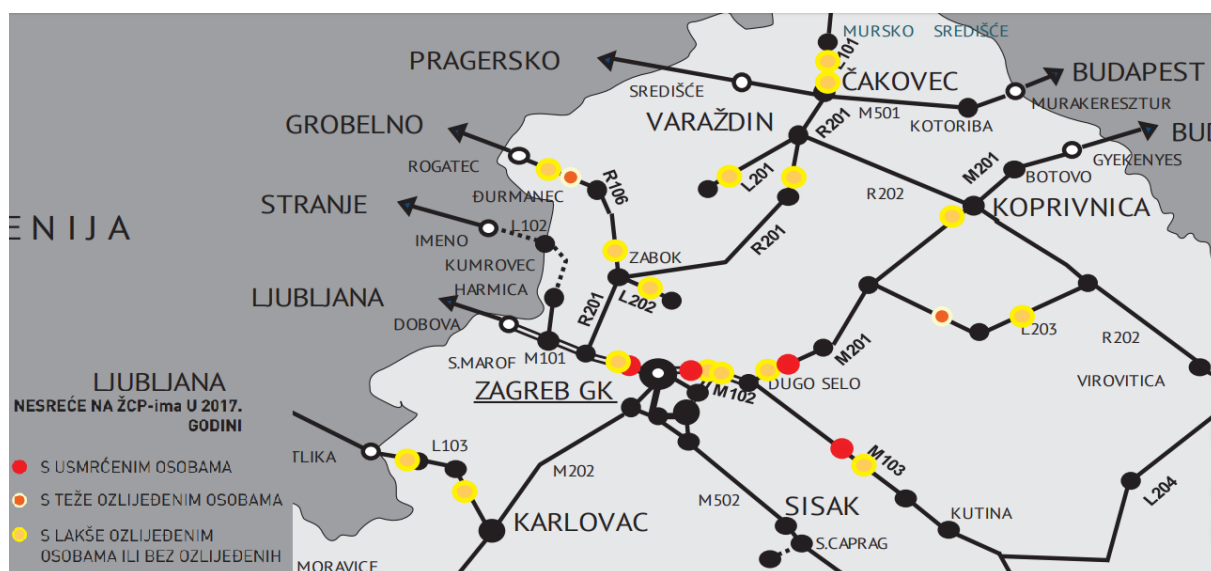 MURSKO SREDIŠĆE
L101
PRAGERSKO
ČAKOVEC
BUDAPEST
SREDIŠĆE
MURAKERESZTUR
M501
KOTORIBA
VARAŽDIN
R201
GROBELNO
BUD
GYEKENYES
ROGATEC
M201
BOTOVO
L201
R106
R202
ĐURMANEC
STRANJE
KOPRIVNICA
L102
IMENO
R201
ZABOK
KUMROVEC
HARMICA
LJUBLJANA
L202
R201
DOBOVA
L203
R202
M201
S.MAROF
M101
DUGO SELO
VIROVITICA
LJUBLJANA
ZAGREB GK
M102
NESREĆE NA ŽCP-ima U 2017.
GODINI
L103
TLIKA
M103
S USMRĆENIM OSOBAMA
M202
L204
M502
SISAK
S TEŽE OZLIJEĐENIM OSOBAMA
KUTINA
KARLOVAC
S LAKŠE OZLIJEĐENIM
OSOBAMA ILI BEZ OZLIJEĐENIH
S.CAPRAG
MORAVICE
ENIJA